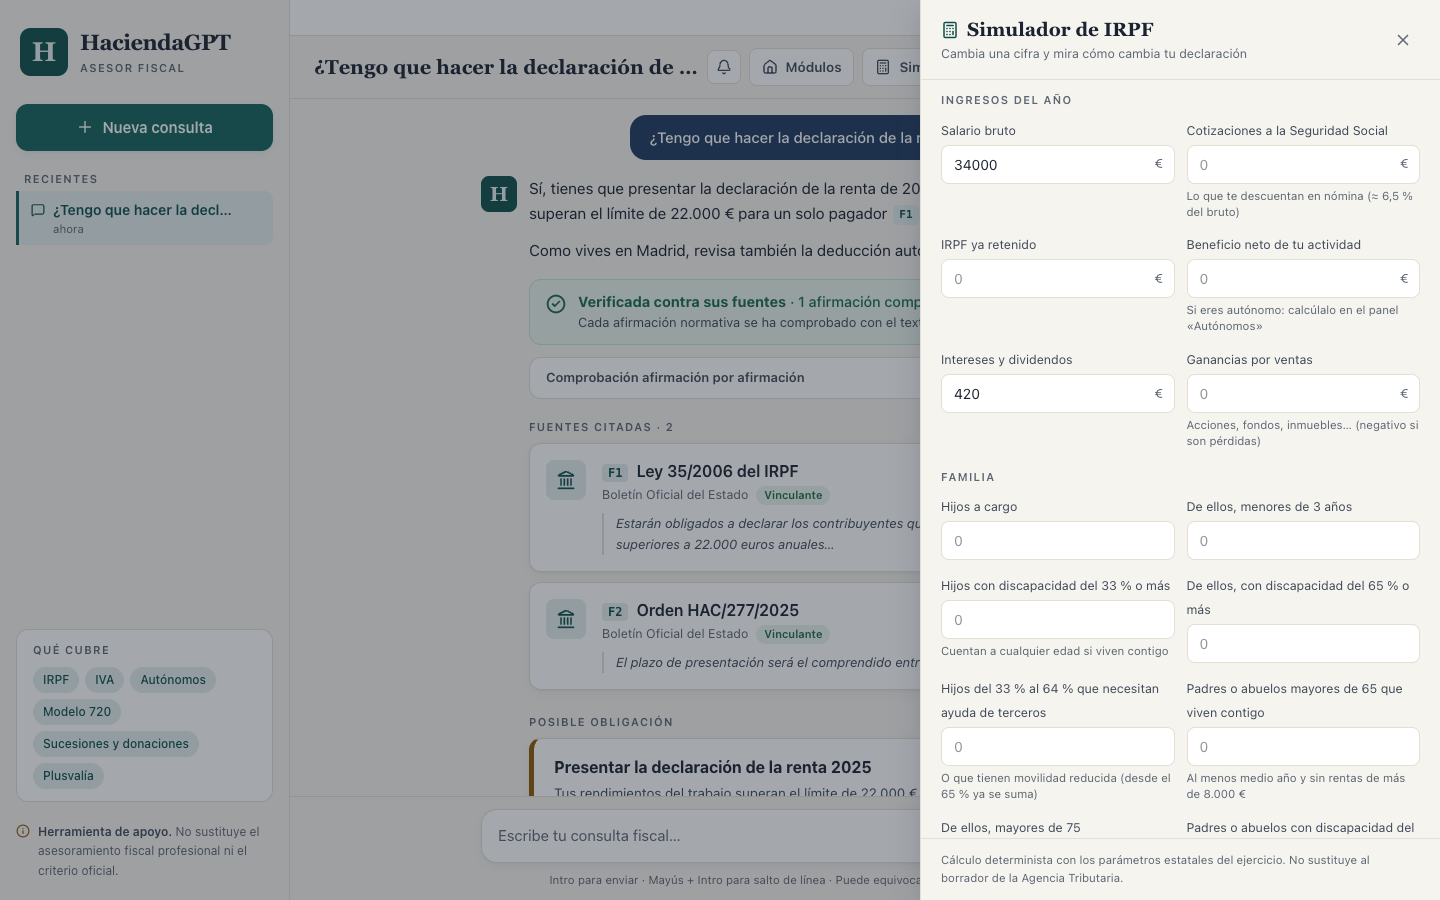 H
HaciendaGPT
ASESOR FISCAL
Nueva consulta
RECIENTES
¿Tengo que hacer la decl...
ahora
QUÉ CUBRE
IRPF
IVA
Autónomos
Modelo 720
Sucesiones y donaciones
Plusvalía
Herramienta de apoyo. No sustituye el
asesoramiento fiscal profesional ni el
criterio oficial.
¿Tengo que hacer la declaración de ...
Módulos
¿Tengo que hacer la declaración de la
H
Sí, tienes que presentar la declaración de la renta de
superan el límite de 22.000 € para un solo pagador F1
Como vives en Madrid, revisa también la deducción
Verificada contra sus fuentes · 1 afirmación
Cada afirmación normativa se ha comprobado con el
Comprobación afirmación por afirmación
FUENTES CITADAS · 2
F1 Ley 35/2006 del IRPF
Boletín Oficial del Estado Vinculante
Estarán obligados a declarar los contribuyentes
superiores a 22.000 euros anuales...
F2 Orden HAC/277/2025
Boletín Oficial del Estado Vinculante
El plazo de presentación será el comprendido
POSIBLE OBLIGACIÓN
Presentar la declaración de la renta 2025
Tus rendimientos del trabajo superan el límite de 22.000 €
Escribe tu consulta fiscal...
Intro para enviar · Mayús + Intro para salto de línea · Puede
Simulador de IRPF
Cambia una cifra y mira cómo cambia tu declaración
INGRESOS DEL AÑO
Salario bruto
34000 €
Cotizaciones a la Seguridad Social
0 €
Lo que te descuentan en nómina (≈ 6,5 %
del bruto)
IRPF ya retenido
0 €
Beneficio neto de tu actividad
0 €
Si eres autónomo: calcúlalo en el panel
«Autónomos»
Intereses y dividendos
420 €
Ganancias por ventas
0 €
Acciones, fondos, inmuebles... (negativo si
son pérdidas)
FAMILIA
Hijos a cargo
0
De ellos, menores de 3 años
0
Hijos con discapacidad del 33 % o más
0
Cuentan a cualquier edad si viven contigo
De ellos, con discapacidad del 65 % o
más
0
Hijos del 33 % al 64 % que necesitan
ayuda de terceros
0
O que tienen movilidad reducida (desde el
65 % ya se suma)
Padres o abuelos mayores de 65 que
viven contigo
0
Al menos medio año y sin rentas de más
de 8.000 €
De ellos, mayores de 75
Padres o abuelos con discapacidad del
Cálculo determinista con los parámetros estatales del ejercicio. No sustituye al
borrador de la Agencia Tributaria.